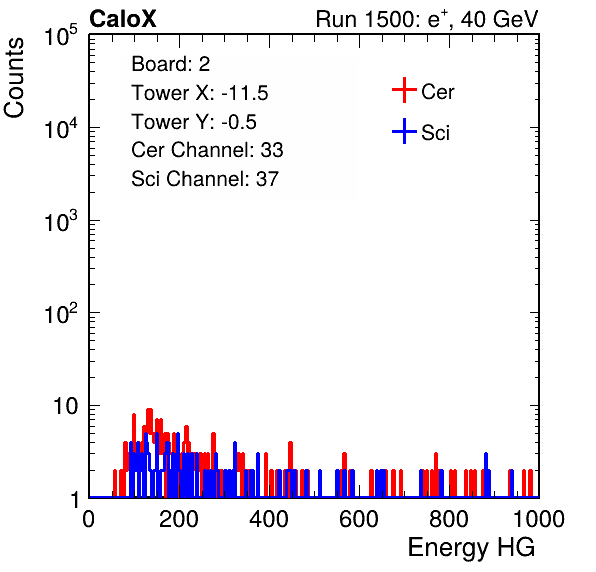 CaloX Run 1500: e⁺, 40 GeV
Counts
10⁵
10⁴
10³
10²
10
1
Board: 2
Tower X: -11.5
Tower Y: -0.5
Cer Channel: 33
Sci Channel: 37
Cer
Sci
0 200 400 600 800 1000
Energy HG